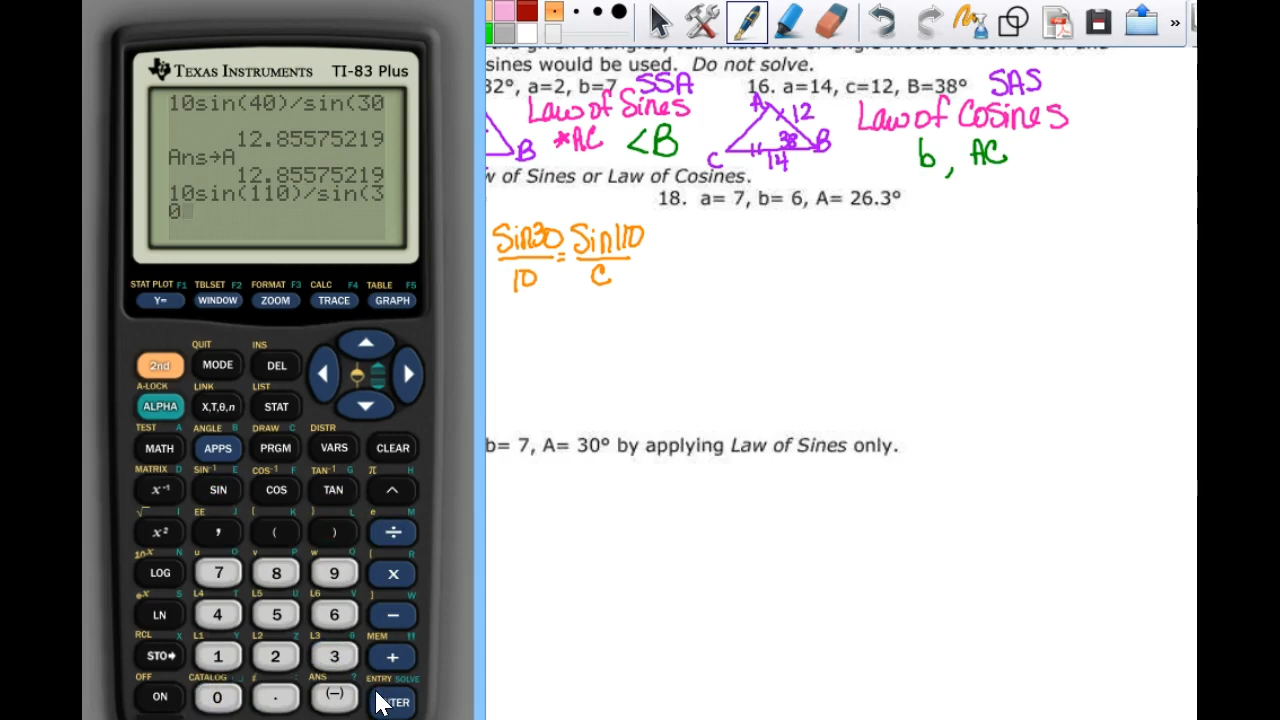 TEXAS INSTRUMENTS TI-83 Plus
10sin(40)/sin(30
12.85575219
Ans→A
12.85575219
10sin(110)/sin(3
0
STAT PLOT F1 TBLSET F2 FORMAT F3 CALC F4 TABLE F5
Y= WINDOW ZOOM TRACE GRAPH
QUIT INS
2nd MODE DEL
A-LOCK LINK LIST
ALPHA X,T,θ,n STAT
TEST A ANGLE B DRAW C DISTR
MATH APPS PRGM VARS CLEAR
MATRIX D SIN⁻¹ E COS⁻¹ F TAN⁻¹ G π H
x⁻¹ SIN COS TAN ^
√ I EE J { K } L e M
x² , ( ) ÷
10ˣ N u O v P w Q [ R
LOG 7 8 9 x
eˣ S L4 T L5 U L6 V ] W
LN 4 5 6 −
RCL X L1 Y L2 Z L3 θ MEM "
STO➡ 1 2 3 +
OFF CATALOG ANS ? ENTRY SOLVE
ON 0 . (−) TER
»
sines would be used. Do not solve.
32°, a=2, b=7 SSA
Law of Sines
*AC <B
B
16. a=14, c=12, B=38° SAS
A 12
38 B
C 14
Law of Cosines
b, AC
w of Sines or Law of Cosines.
18. a= 7, b= 6, A= 26.3°
Sin30 = Sin110
10 C
b= 7, A= 30° by applying Law of Sines only.